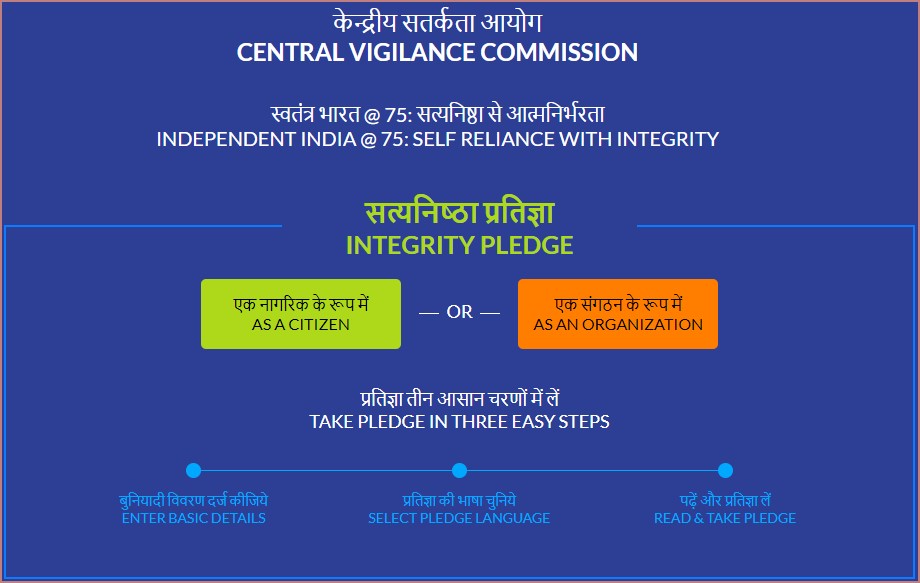 केन्द्रीय सतर्कता आयोग
CENTRAL VIGILANCE COMMISSION
स्वतंत्र भारत @ 75: सत्यनिष्ठा से आत्मनिर्भरता
INDEPENDENT INDIA @ 75: SELF RELIANCE WITH INTEGRITY
सत्यनिष्ठा प्रतिज्ञा
INTEGRITY PLEDGE
एक नागरिक के रूप में
AS A CITIZEN
— OR —
एक संगठन के रूप में
AS AN ORGANIZATION
प्रतिज्ञा तीन आसान चरणों में लें
TAKE PLEDGE IN THREE EASY STEPS
बुनियादी विवरण दर्ज कीजिये
ENTER BASIC DETAILS
प्रतिज्ञा की भाषा चुनिये
SELECT PLEDGE LANGUAGE
पढ़ें और प्रतिज्ञा लें
READ & TAKE PLEDGE